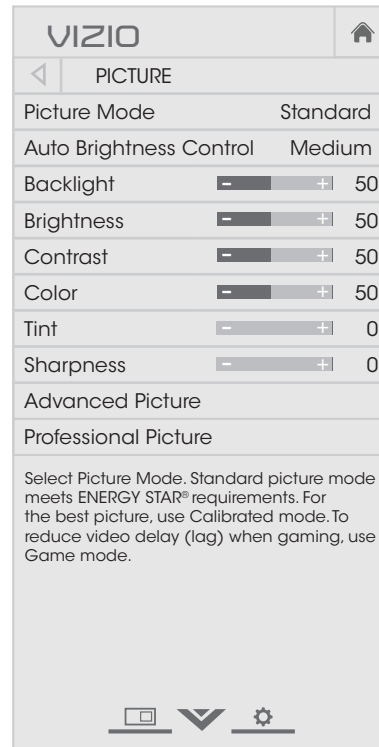 VIZIO
PICTURE
Picture Mode Standard
Auto Brightness Control Medium
Backlight - + 50
Brightness - + 50
Contrast - + 50
Color - + 50
Tint - + 0
Sharpness - + 0
Advanced Picture
Professional Picture
Select Picture Mode. Standard picture mode
meets ENERGY STAR® requirements. For
the best picture, use Calibrated mode. To
reduce video delay (lag) when gaming, use
Game mode.